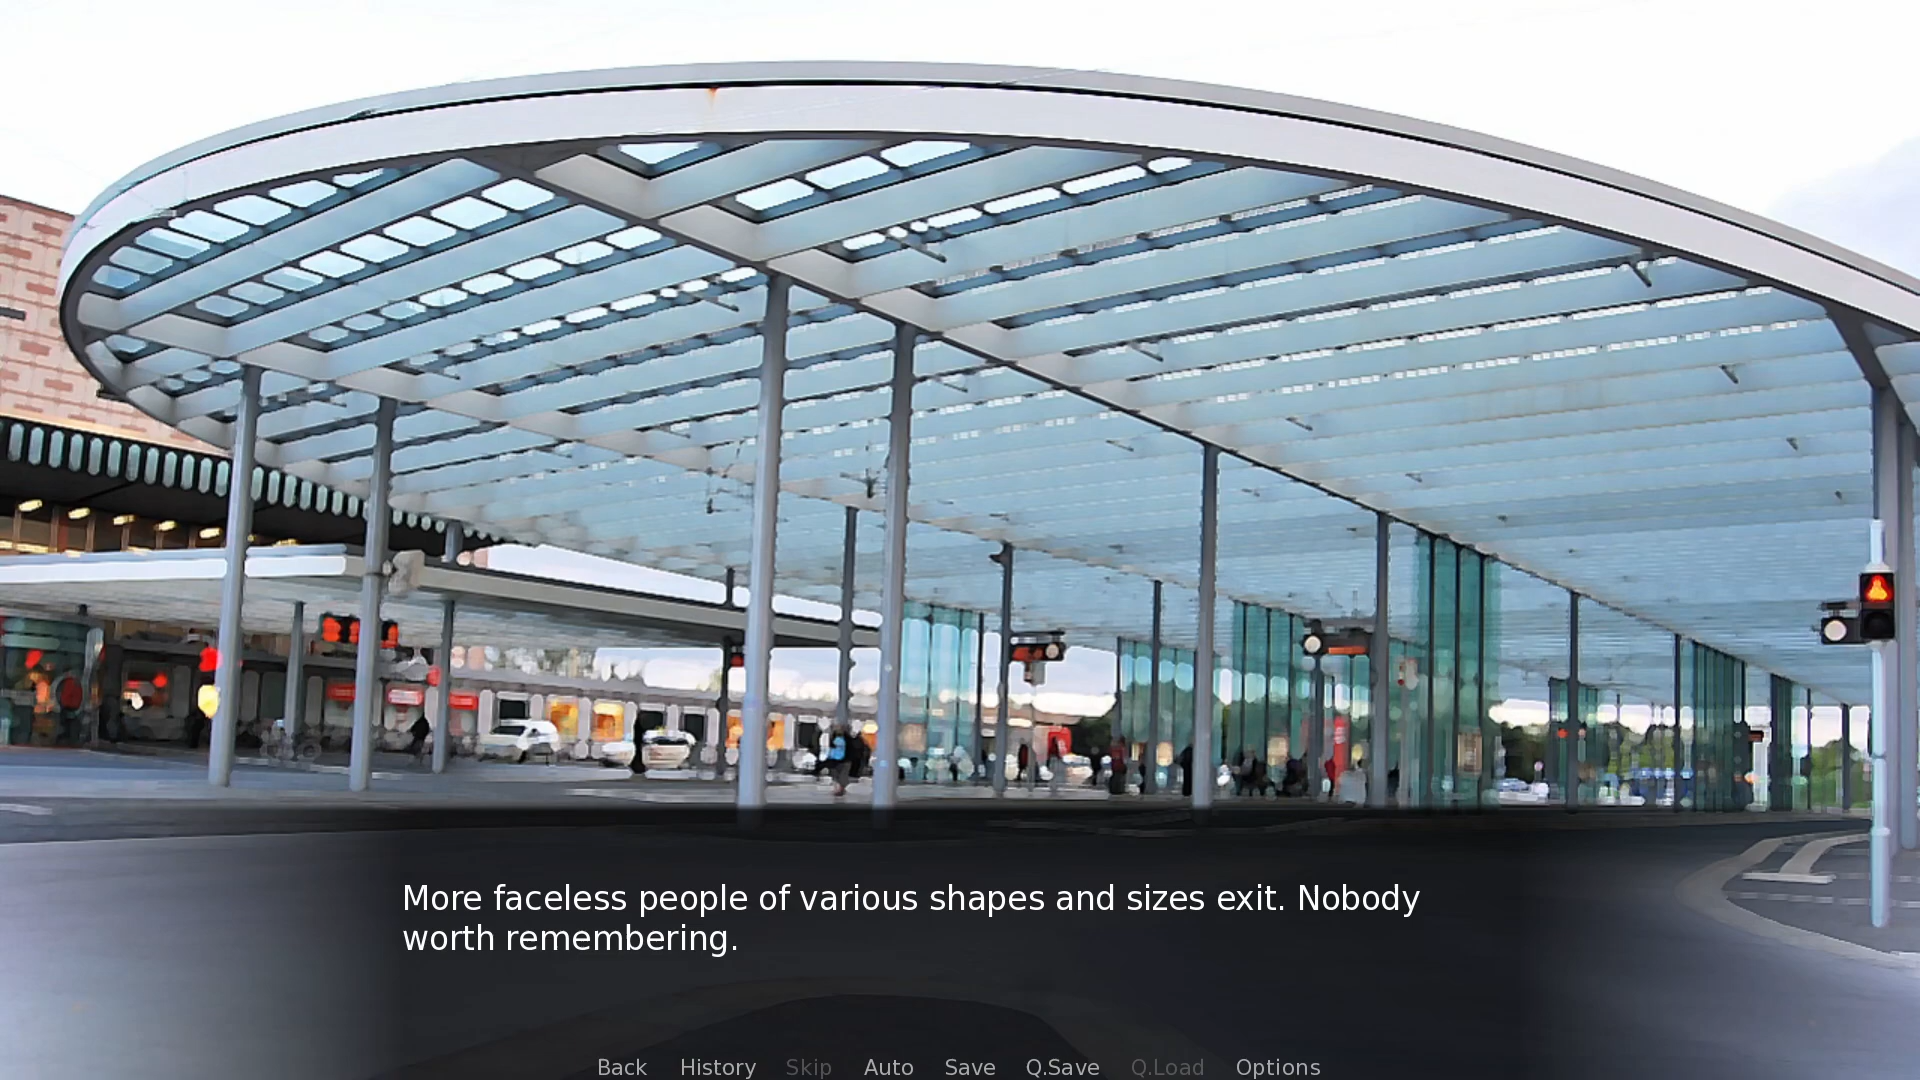 More faceless people of various shapes and sizes exit. Nobody
worth remembering.
Back History Skip Auto Save Q.Save Q.Load Options